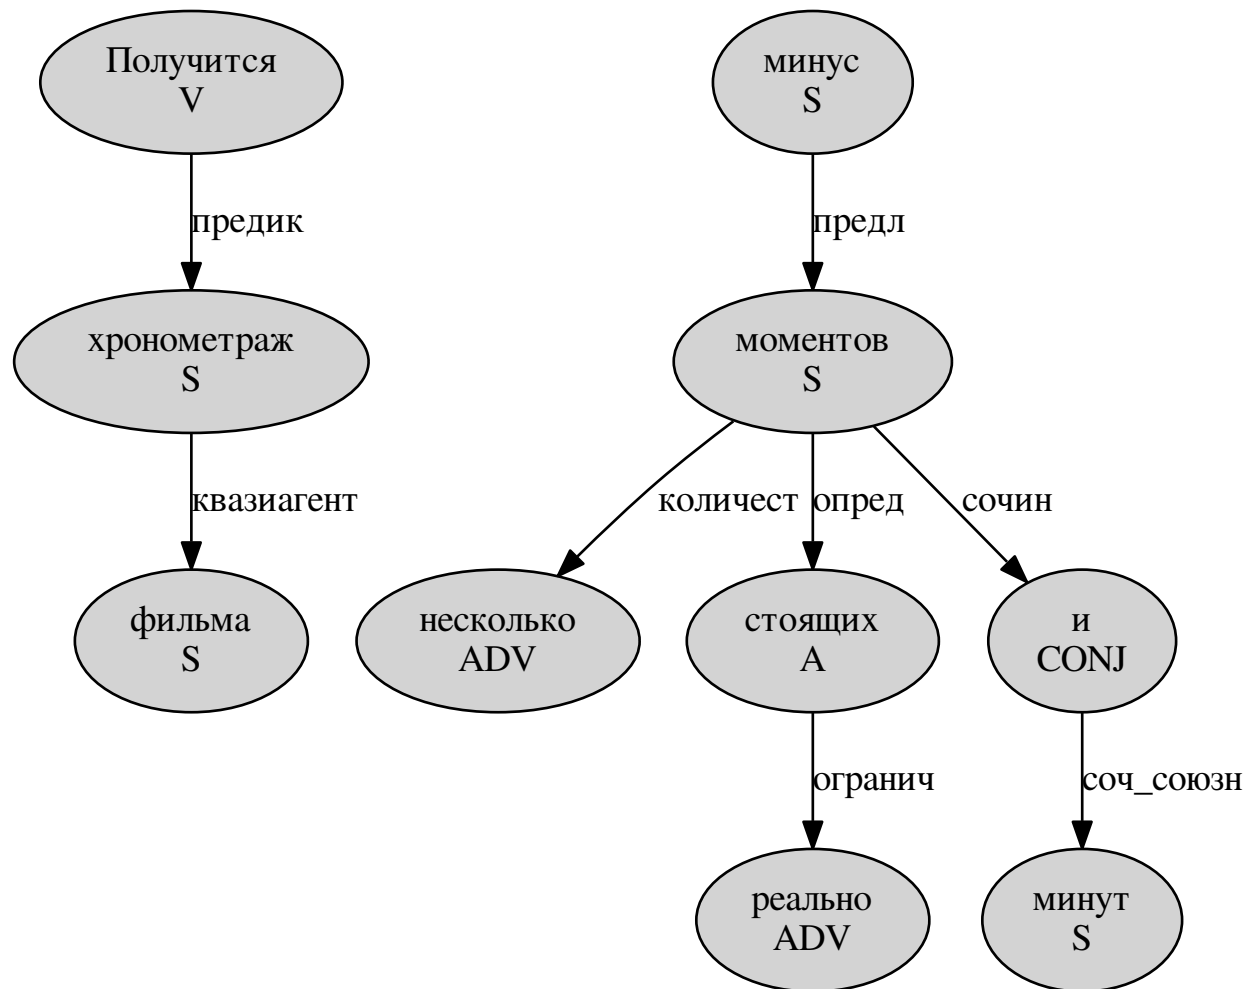 Получится
V
минус
S
предик
предл
хронометраж
S
моментов
S
квазиагент
количест
опред
сочин
фильма
S
несколько
ADV
стоящих
A
и
CONJ
огранич
соч_союзн
реально
ADV
минут
S